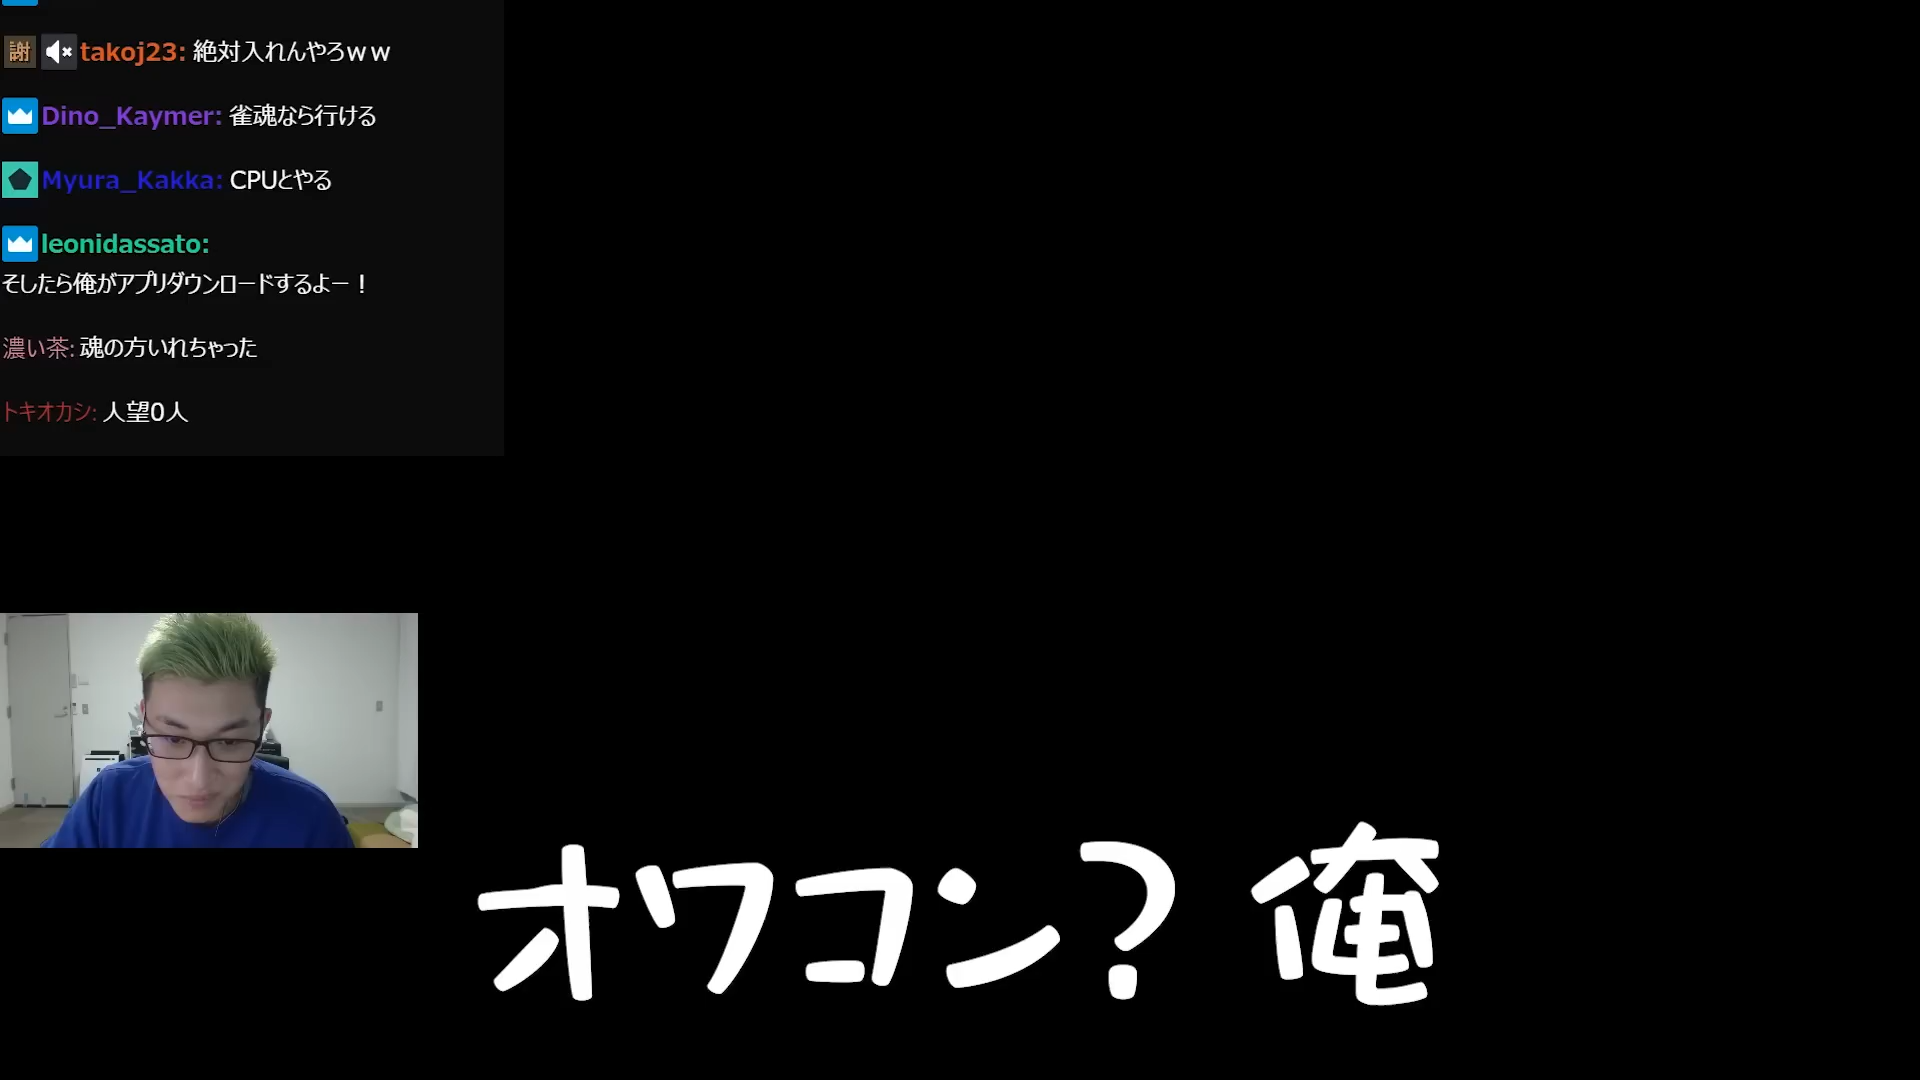 謝 takoj23: 絶対入れんやろｗｗ
Dino_Kaymer: 雀魂なら行ける
Myura_Kakka: CPUとやる
leonidassato:
そしたら俺がアプリダウンロードするよー！
濃い茶: 魂の方いれちゃった
トキオカシ: 人望0人
オワコン？ 俺